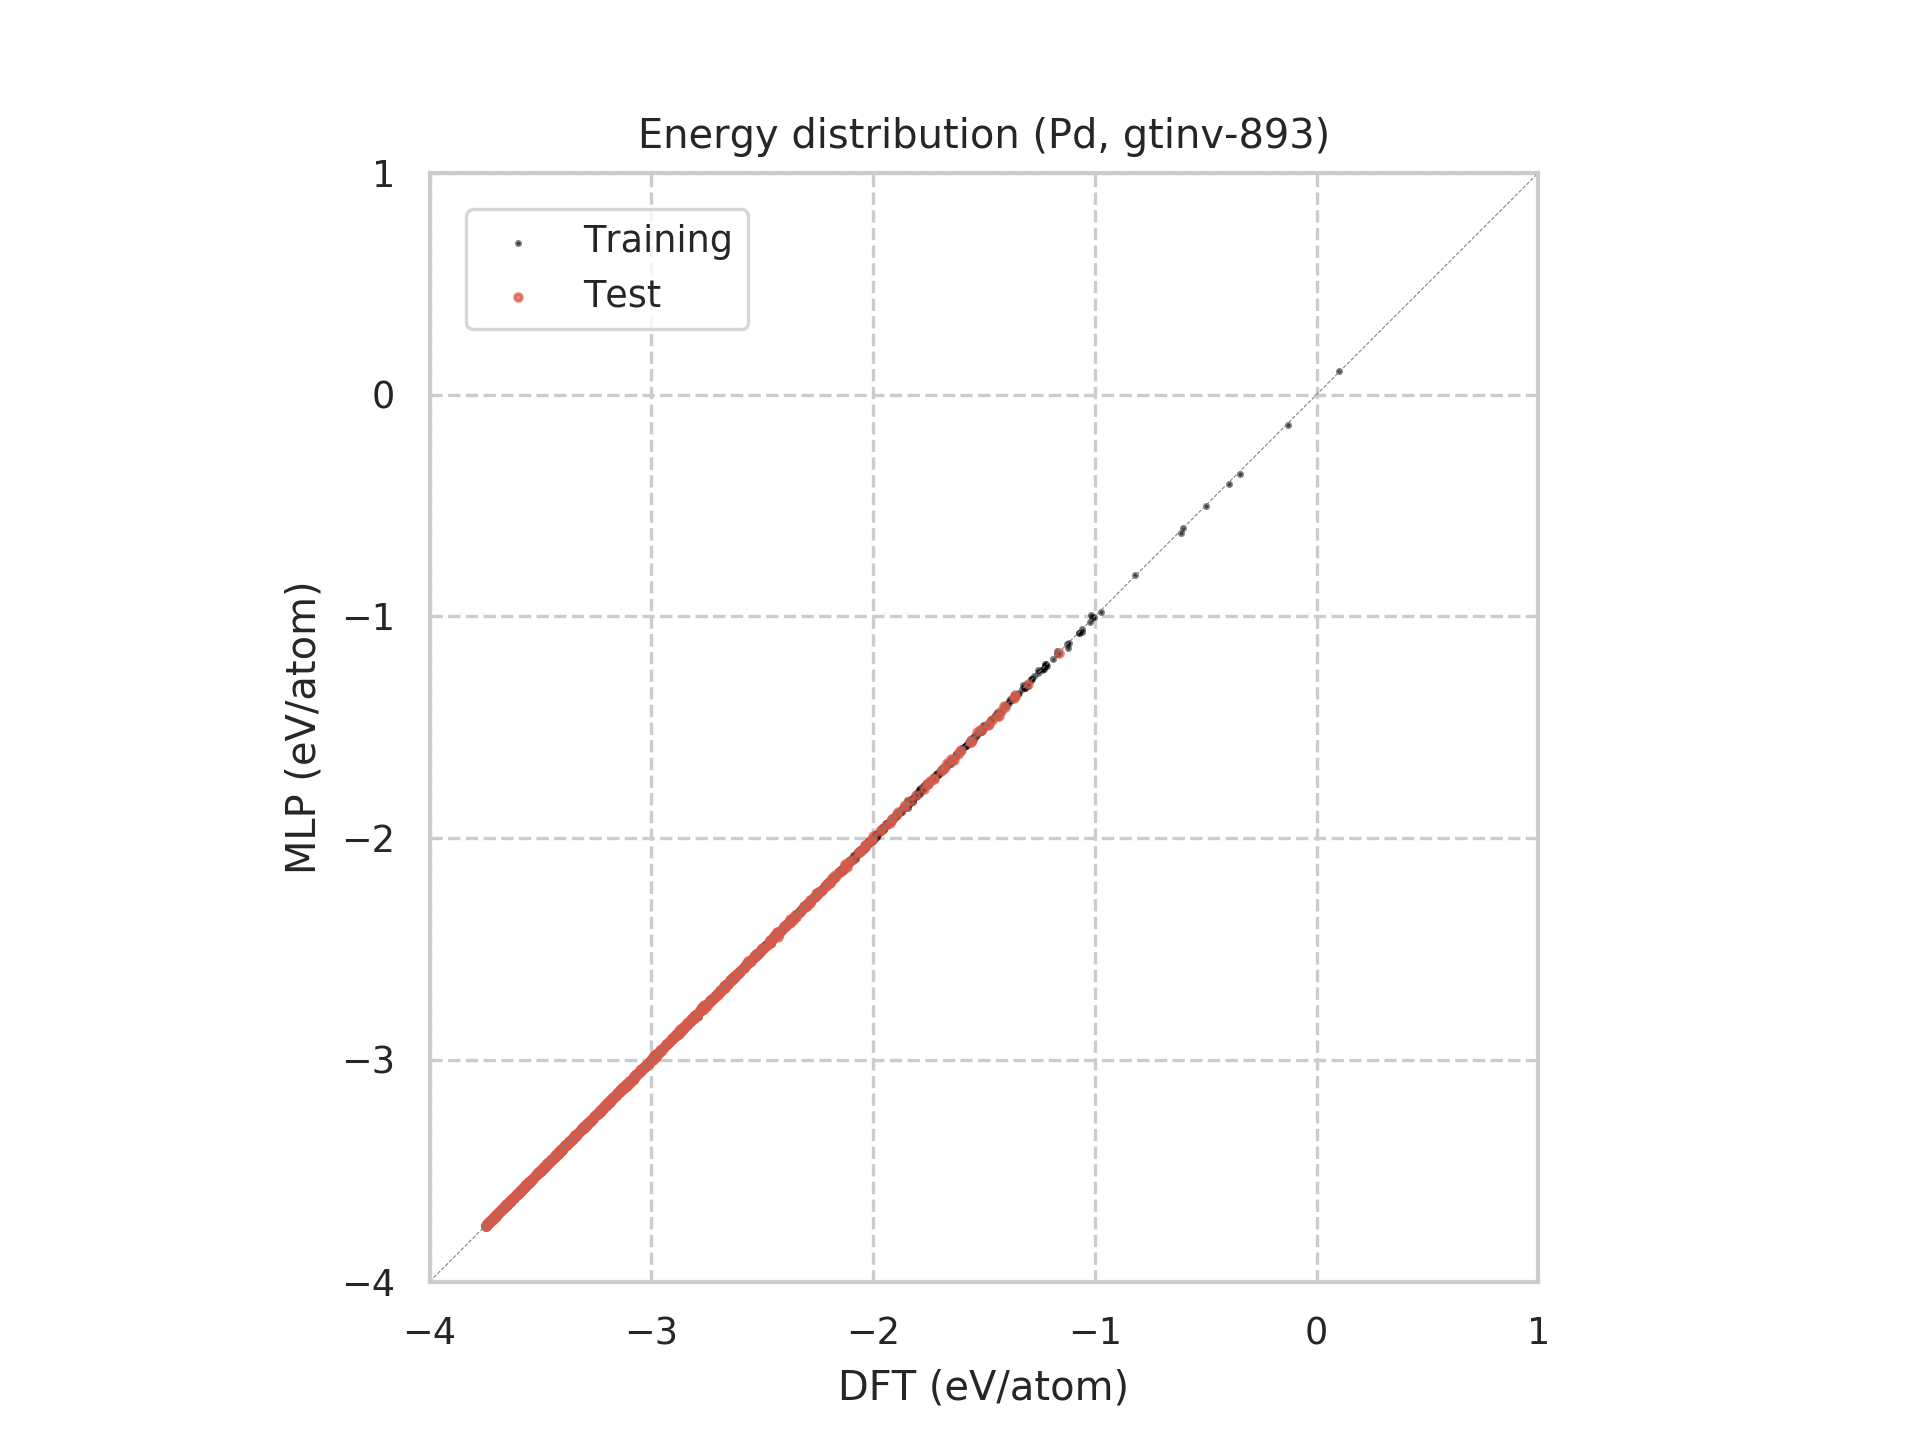 Energy distribution (Pd, gtinv-893)
Training
Test
1
0
−1
−2
−3
−4
MLP (eV/atom)
−4 −3 −2 −1 0 1
DFT (eV/atom)